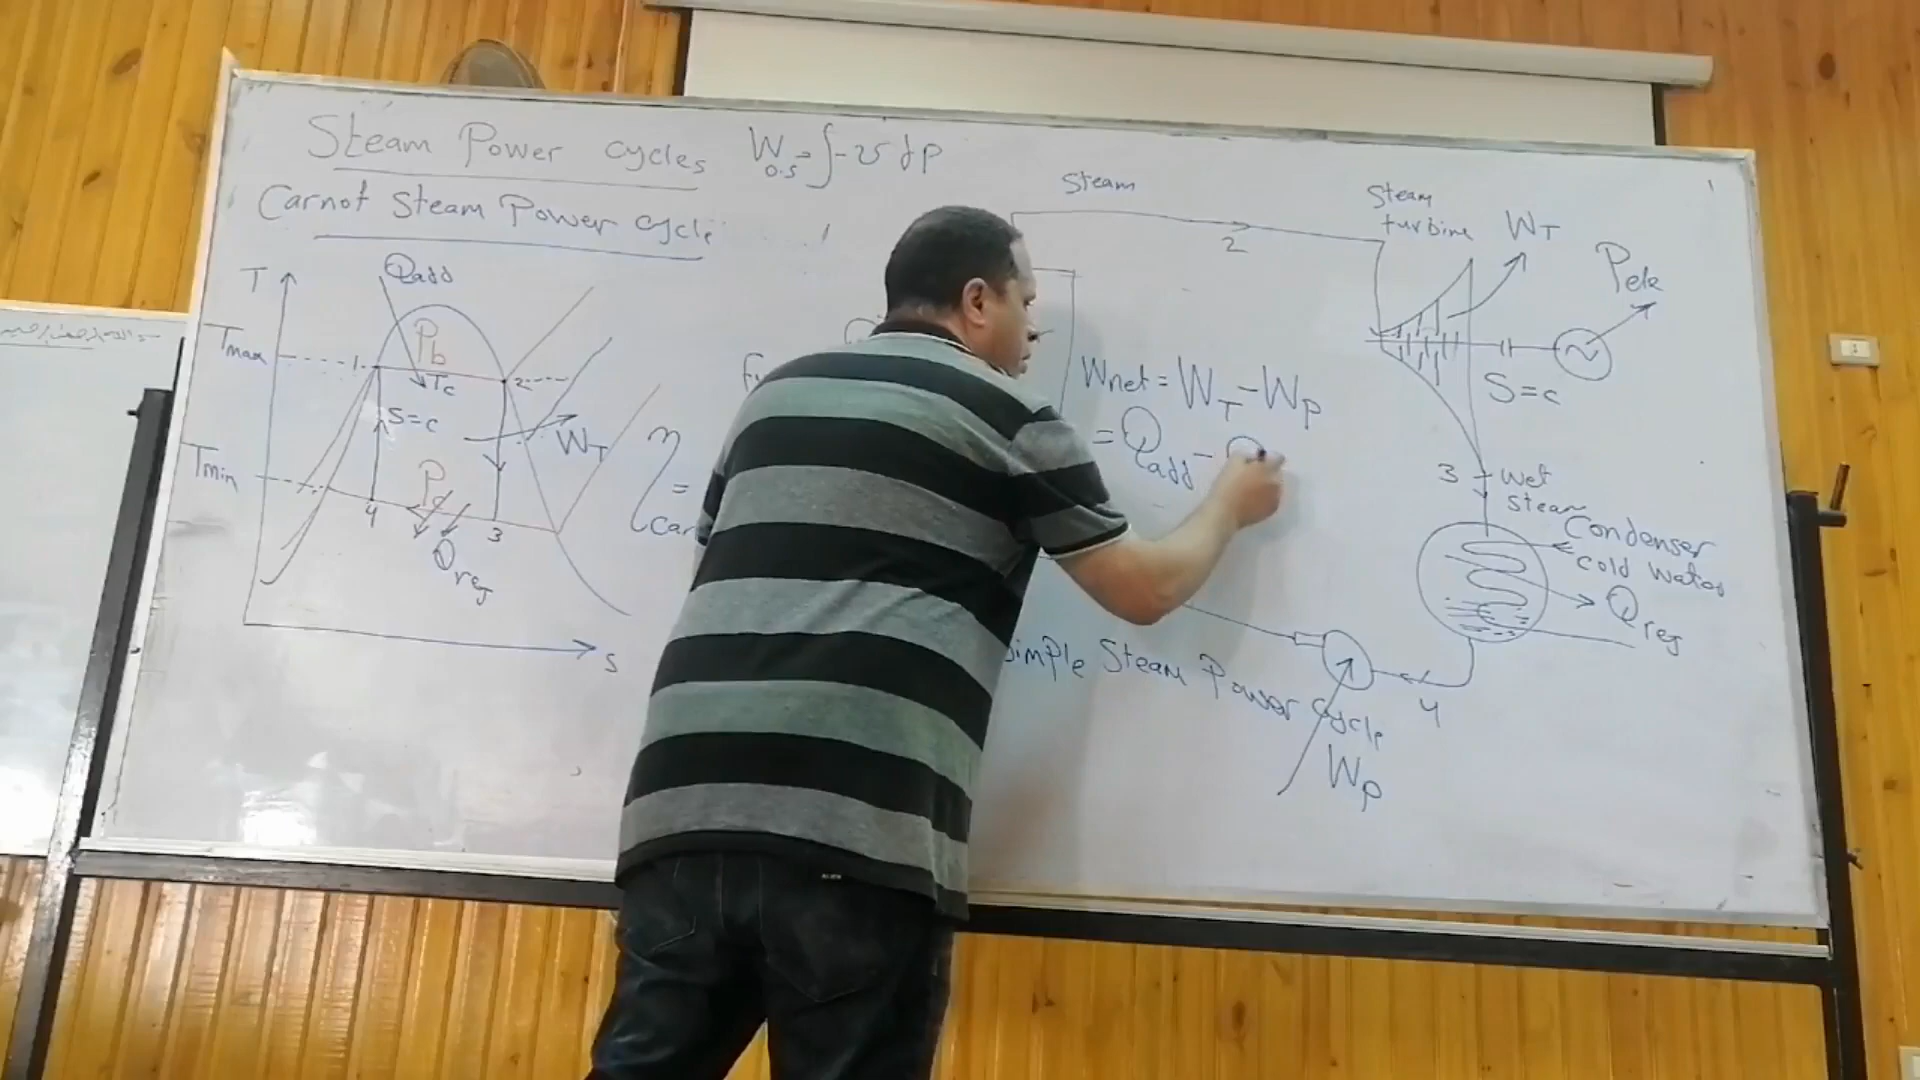 Steam Power cycles
W o.s = ∫ - v dp
Carnot Steam Power cycle
T
Qadd
Tmax
1
Pb
Tc
2
S=c
WT
Tmin
Pc
4
3
Qrej
s
η
Car
=
Steam
2
Steam
turbine
WT
Pele
Wnet = WT - WP
= Qadd -
S=c
3
Wet
Steam
Condenser
Cold Water
Qrej
Simple Steam Power cycle
4
WP